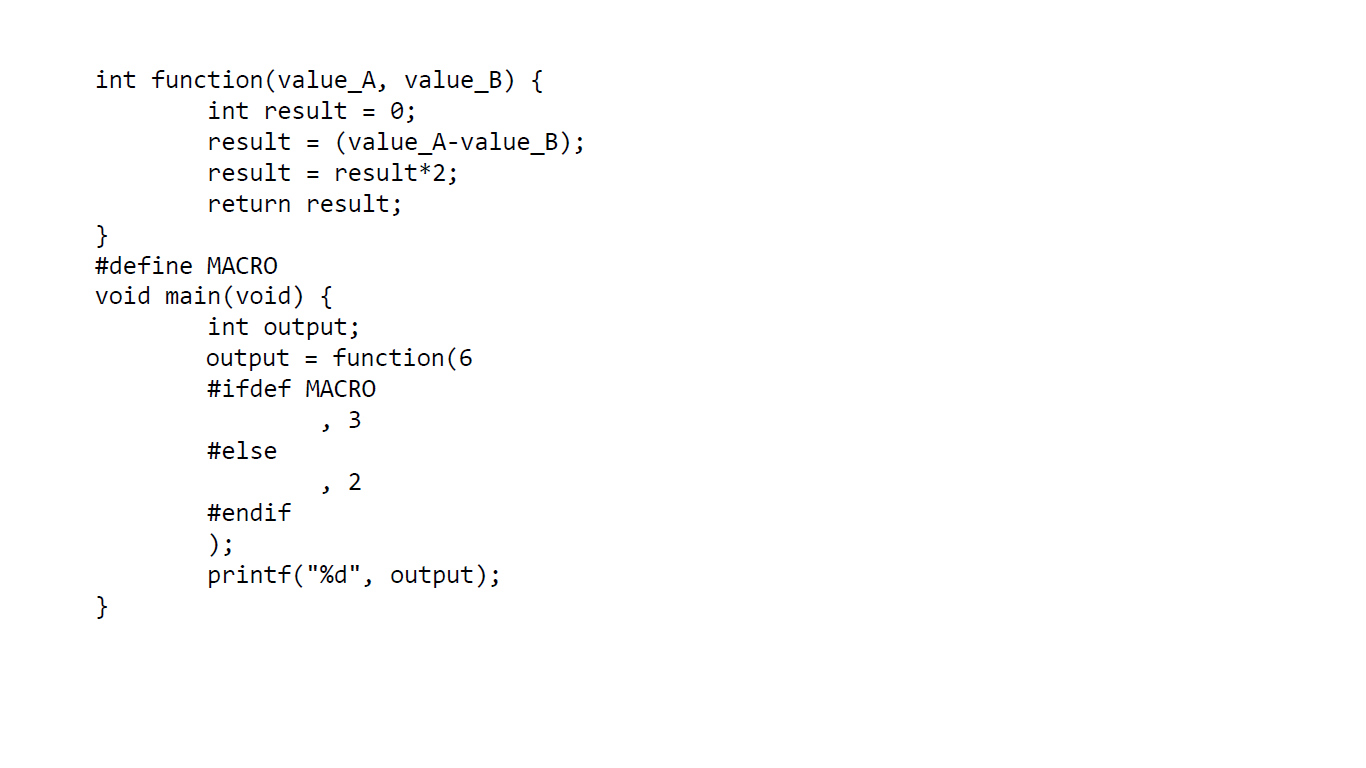 int function(value_A, value_B) {
        int result = 0;
        result = (value_A-value_B);
        result = result*2;
        return result;
}
#define MACRO
void main(void) {
        int output;
        output = function(6
        #ifdef MACRO
                , 3
        #else
                , 2
        #endif
        );
        printf("%d", output);
}